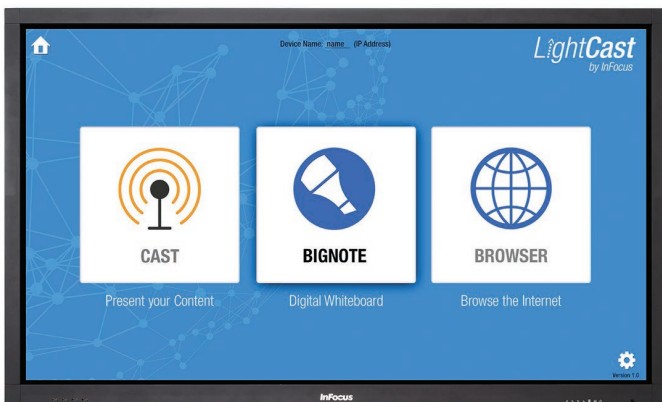 Device Name: name_ (IP Address)
LightCast
by InFocus
CAST
BIGNOTE
BROWSER
Present your Content
Digital Whiteboard
Browse the Internet
Version 1.0
InFocus